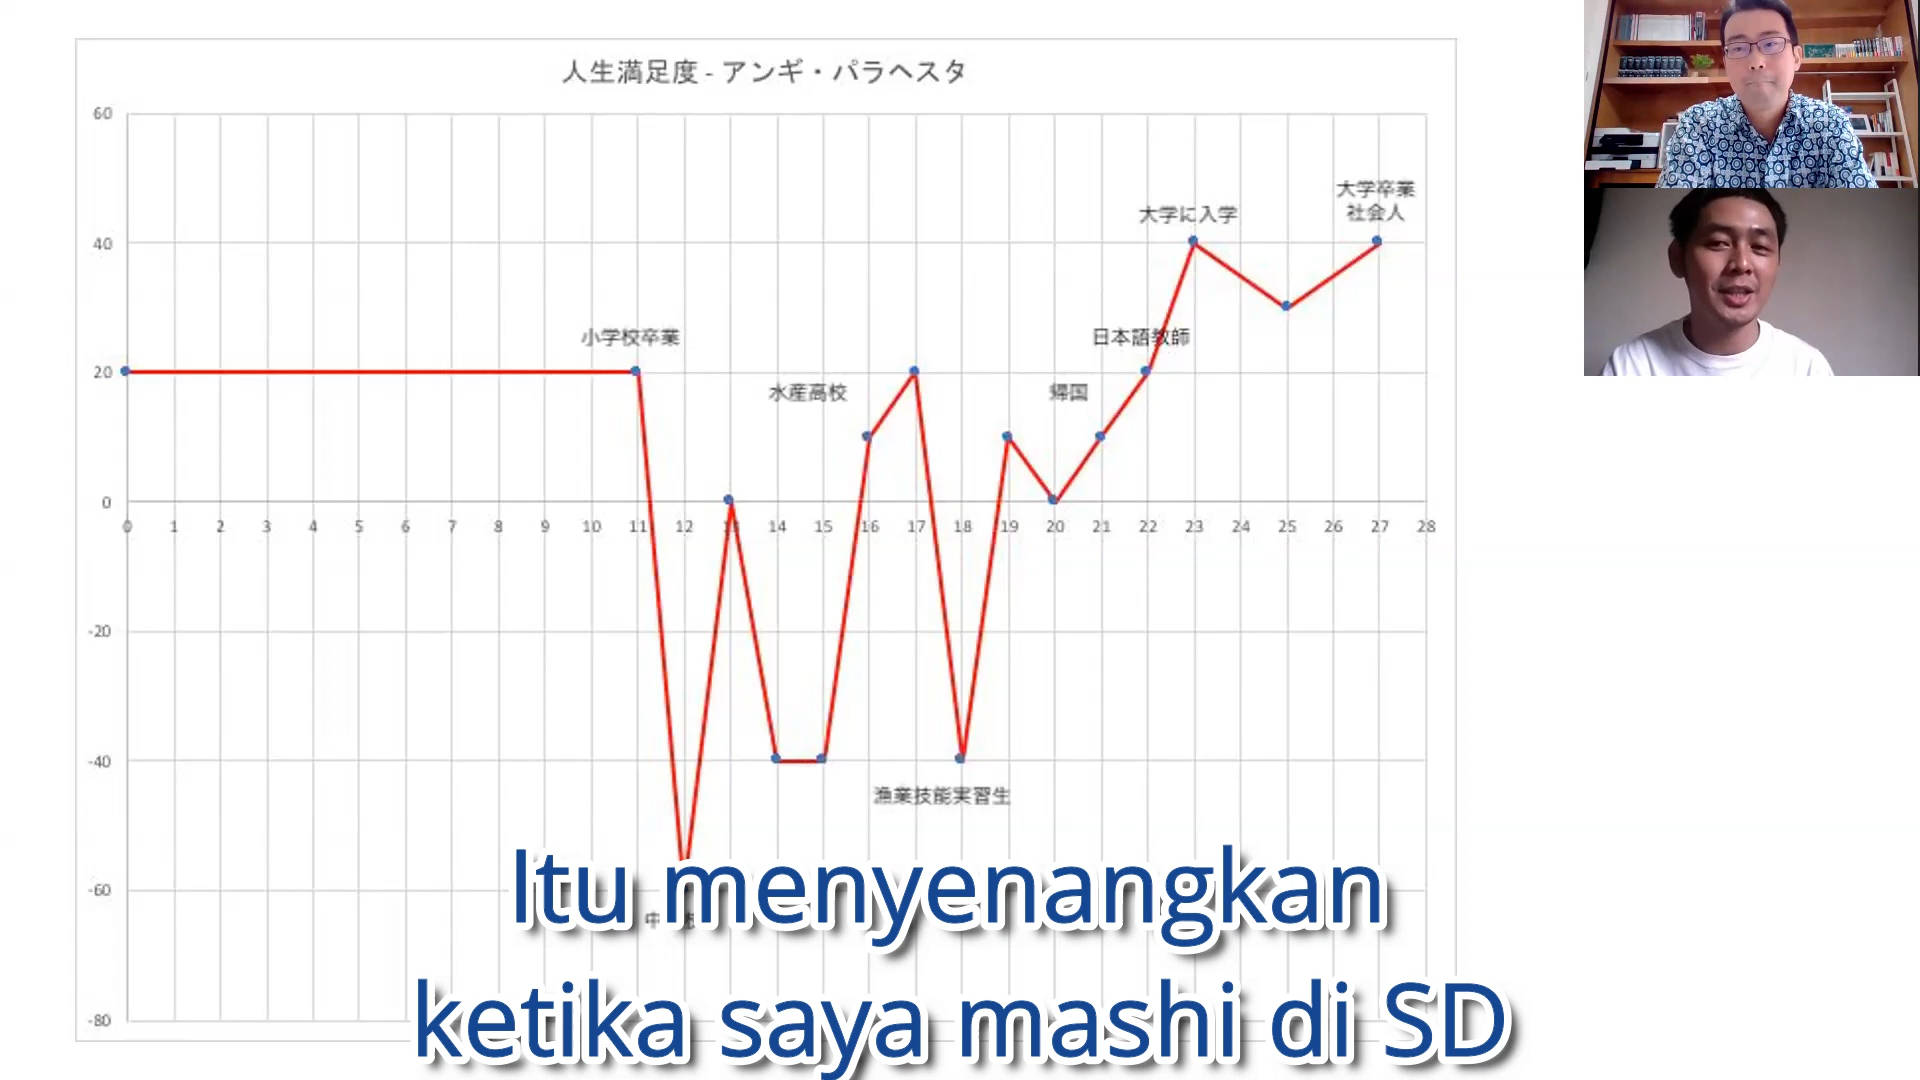 人生満足度 - アンギ・パラヘスタ
60
40
20
0
-20
-40
-60
-80
0 1 2 3 4 5 6 7 8 9 10 11 12 13 14 15 16 17 18 19 20 21 22 23 24 25 26 27 28
小学校卒業
水産高校
漁業技能実習生
帰国
日本語教師
大学に入学
大学卒業
社会人
Itu menyenangkan
ketika saya mashi di SD